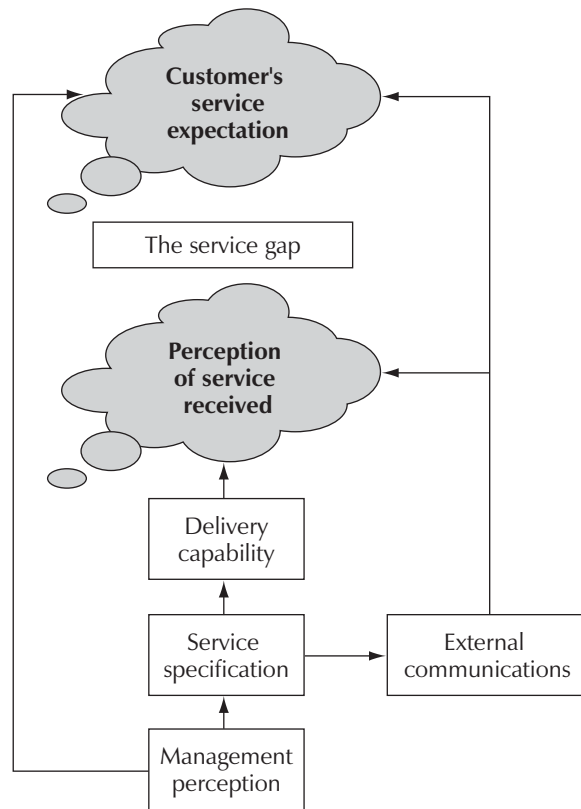 Customer's
service
expectation
The service gap
Perception
of service
received
Delivery
capability
Service
specification
External
communications
Management
perception